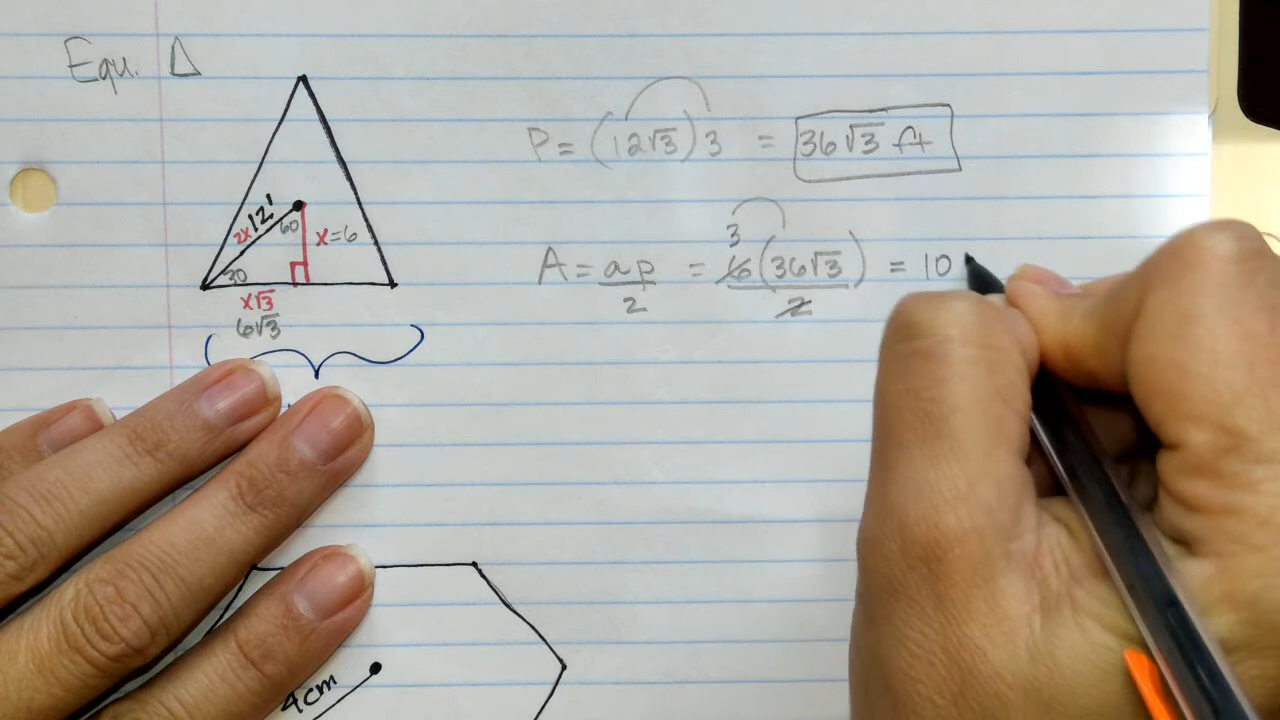 Equ. Δ
P = (12√3)3 = 36√3 ft
12'
2x
60
x=6
30
x√3
6√3
3
A = ap/2 = 6(36√3)/2 = 10
4cm